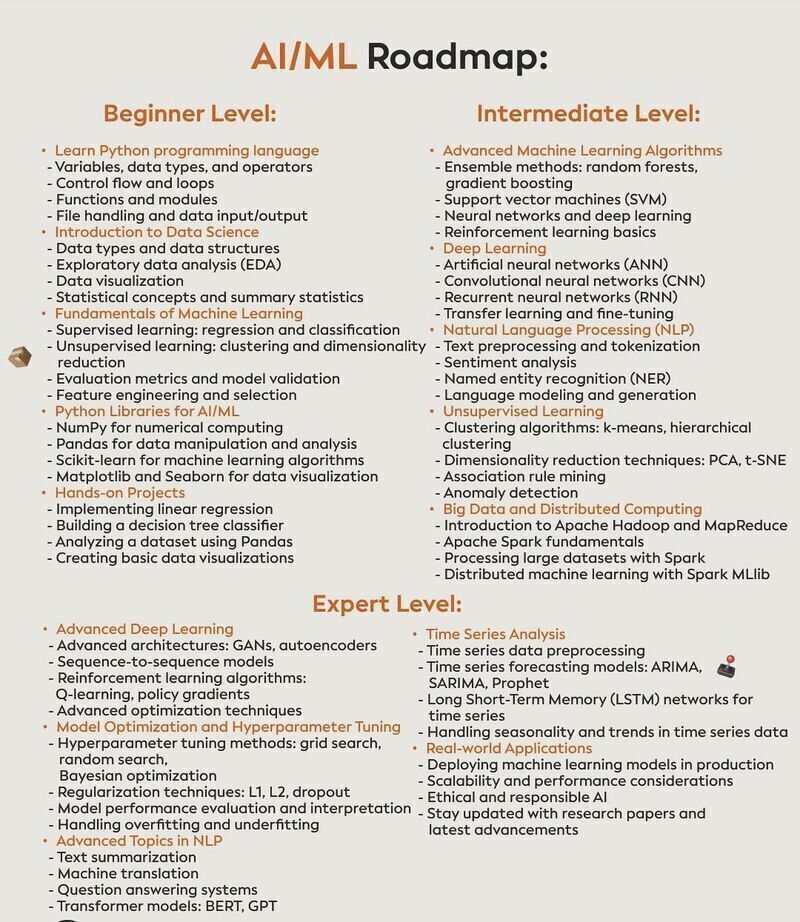 AI/ML Roadmap:
Beginner Level:
• Learn Python programming language
- Variables, data types, and operators
- Control flow and loops
- Functions and modules
- File handling and data input/output
• Introduction to Data Science
- Data types and data structures
- Exploratory data analysis (EDA)
- Data visualization
- Statistical concepts and summary statistics
• Fundamentals of Machine Learning
- Supervised learning: regression and classification
- Unsupervised learning: clustering and dimensionality
reduction
- Evaluation metrics and model validation
- Feature engineering and selection
• Python Libraries for AI/ML
- NumPy for numerical computing
- Pandas for data manipulation and analysis
- Scikit-learn for machine learning algorithms
- Matplotlib and Seaborn for data visualization
• Hands-on Projects
- Implementing linear regression
- Building a decision tree classifier
- Analyzing a dataset using Pandas
- Creating basic data visualizations
Intermediate Level:
• Advanced Machine Learning Algorithms
- Ensemble methods: random forests,
gradient boosting
- Support vector machines (SVM)
- Neural networks and deep learning
- Reinforcement learning basics
• Deep Learning
- Artificial neural networks (ANN)
- Convolutional neural networks (CNN)
- Recurrent neural networks (RNN)
- Transfer learning and fine-tuning
• Natural Language Processing (NLP)
- Text preprocessing and tokenization
- Sentiment analysis
- Named entity recognition (NER)
- Language modeling and generation
• Unsupervised Learning
- Clustering algorithms: k-means, hierarchical
clustering
- Dimensionality reduction techniques: PCA, t-SNE
- Association rule mining
- Anomaly detection
• Big Data and Distributed Computing
- Introduction to Apache Hadoop and MapReduce
- Apache Spark fundamentals
- Processing large datasets with Spark
- Distributed machine learning with Spark MLlib
Expert Level:
• Advanced Deep Learning
- Advanced architectures: GANs, autoencoders
- Sequence-to-sequence models
- Reinforcement learning algorithms:
Q-learning, policy gradients
- Advanced optimization techniques
• Model Optimization and Hyperparameter Tuning
- Hyperparameter tuning methods: grid search,
random search,
Bayesian optimization
- Regularization techniques: L1, L2, dropout
- Model performance evaluation and interpretation
- Handling overfitting and underfitting
• Advanced Topics in NLP
- Text summarization
- Machine translation
- Question answering systems
- Transformer models: BERT, GPT
• Time Series Analysis
- Time series data preprocessing
- Time series forecasting models: ARIMA,
SARIMA, Prophet
- Long Short-Term Memory (LSTM) networks for
time series
- Handling seasonality and trends in time series data
• Real-world Applications
- Deploying machine learning models in production
- Scalability and performance considerations
- Ethical and responsible AI
- Stay updated with research papers and
latest advancements